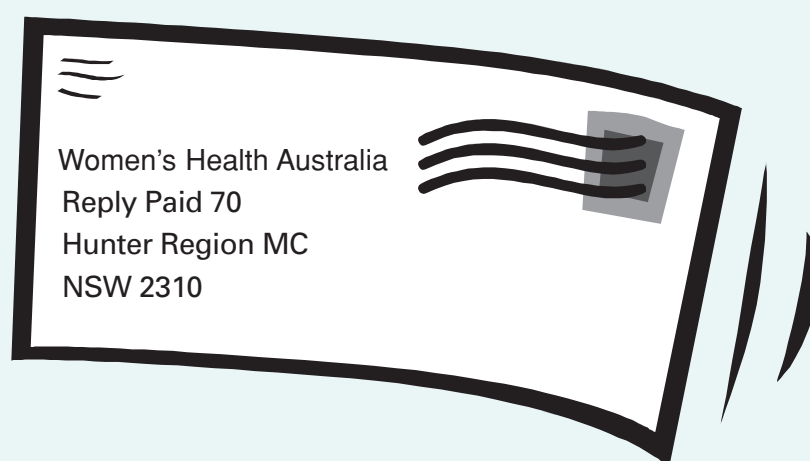 Women's Health Australia
Reply Paid 70
Hunter Region MC
NSW 2310